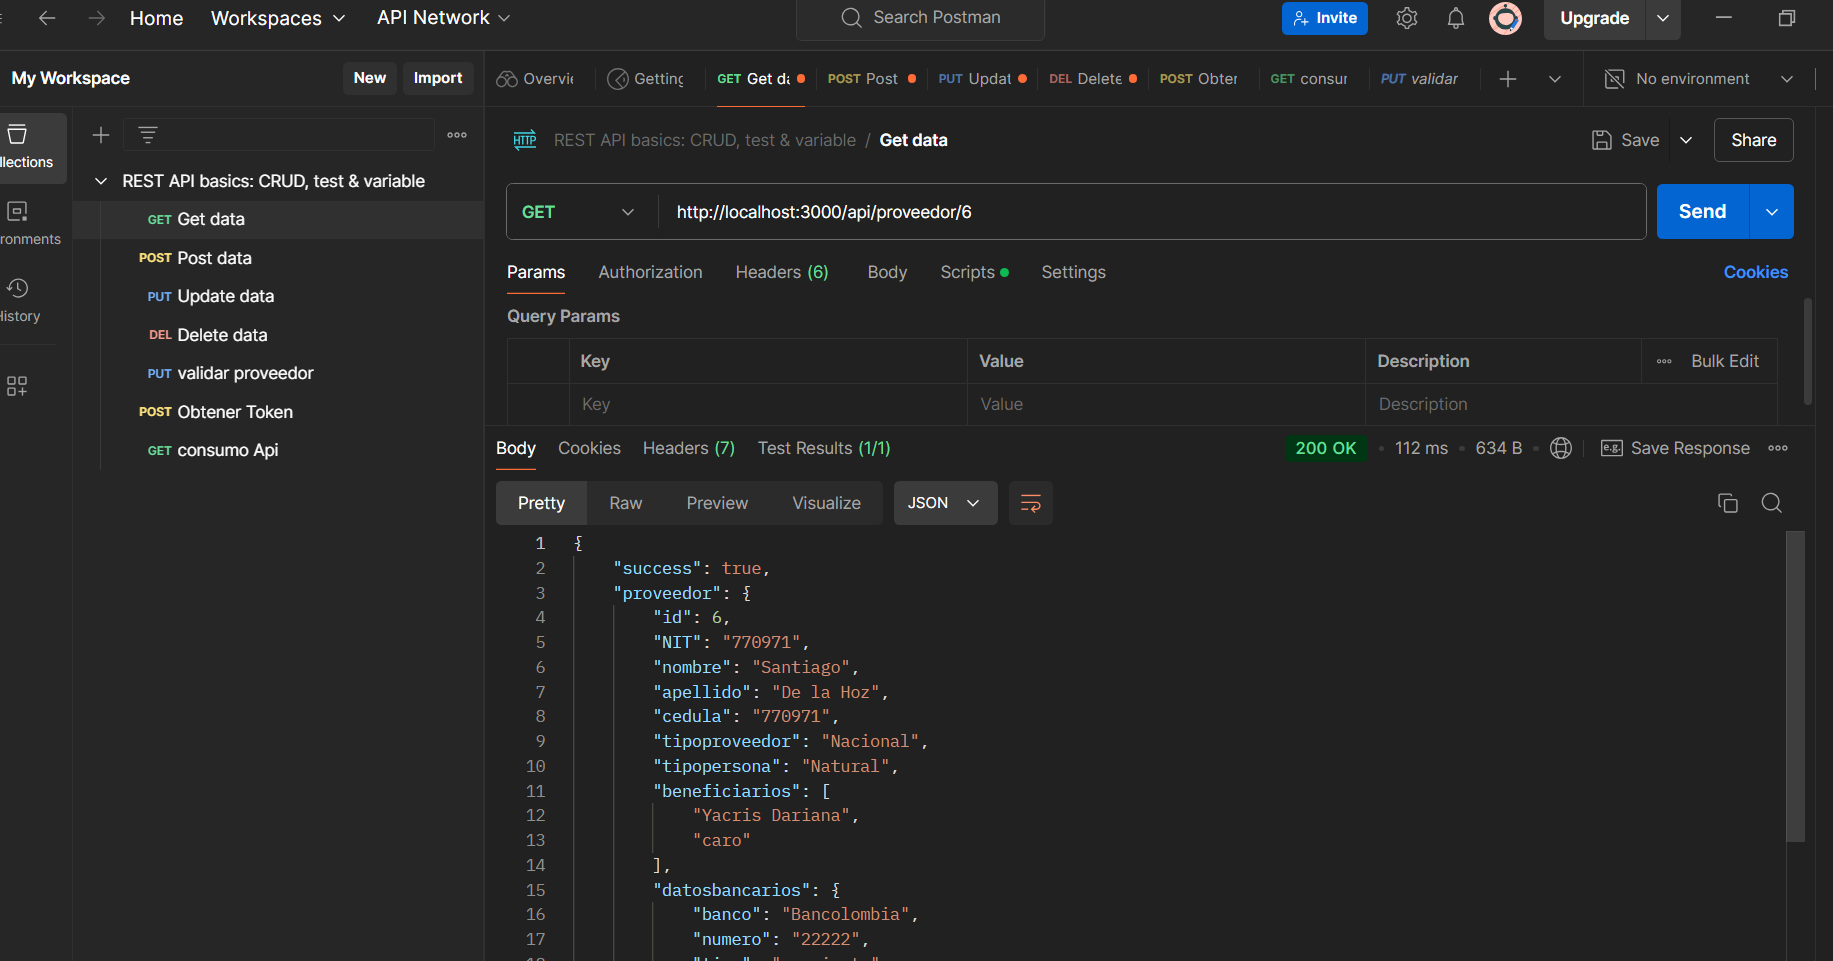 Home Workspaces API Network Search Postman Invite Upgrade
My Workspace New Import Overvie Getting GET Get da POST Post PUT Updat DEL Delete POST Obter GET consur PUT validar No environment
llections
ronments
History
REST API basics: CRUD, test & variable
GET Get data
POST Post data
PUT Update data
DEL Delete data
PUT validar proveedor
POST Obtener Token
GET consumo Api
HTTP REST API basics: CRUD, test & variable / Get data Save Share
GET http://localhost:3000/api/proveedor/6 Send
Params Authorization Headers (6) Body Scripts Settings Cookies
Query Params
Key Value Description Bulk Edit
Key Value Description
Body Cookies Headers (7) Test Results (1/1) 200 OK 112 ms 634 B e.g. Save Response
Pretty Raw Preview Visualize JSON
1 {
2 "success": true,
3 "proveedor": {
4 "id": 6,
5 "NIT": "770971",
6 "nombre": "Santiago",
7 "apellido": "De la Hoz",
8 "cedula": "770971",
9 "tipoproveedor": "Nacional",
10 "tipopersona": "Natural",
11 "beneficiarios": [
12 "Yacris Dariana",
13 "caro"
14 ],
15 "datosbancarios": {
16 "banco": "Bancolombia",
17 "numero": "22222",